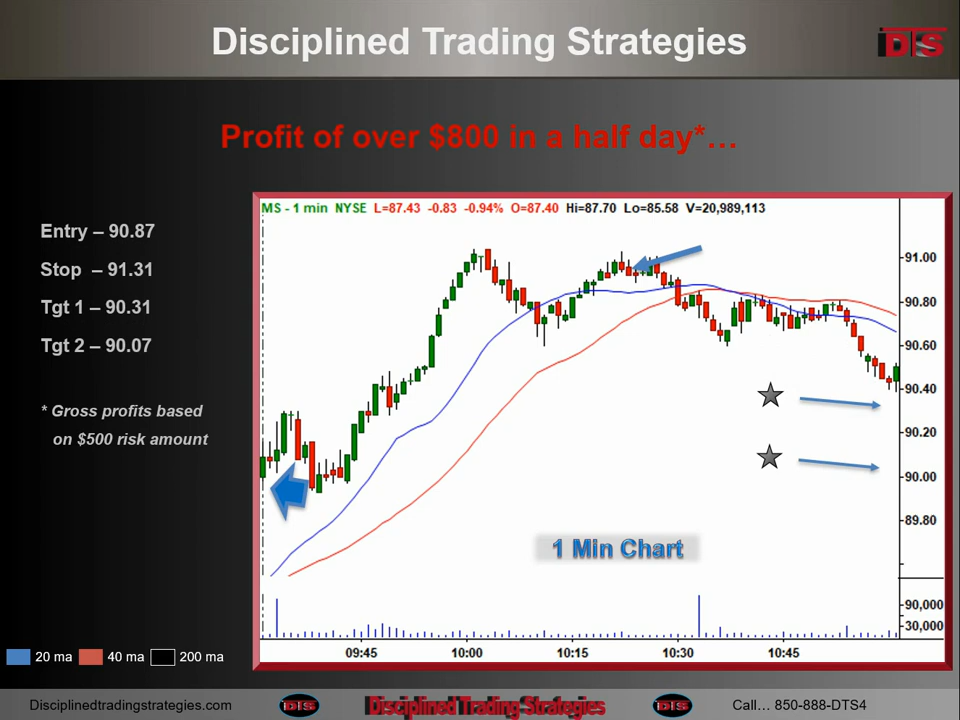 Disciplined Trading Strategies
iDTS
Profit of over $800 in a half day*…
Entry – 90.87
Stop – 91.31
Tgt 1 – 90.31
Tgt 2 – 90.07
* Gross profits based
on $500 risk amount
MS - 1 min NYSE L=87.43 -0.83 -0.94% O=87.40 Hi=87.70 Lo=85.58 V=20,989,113
91.00
90.80
90.60
90.40
90.20
90.00
89.80
1 Min Chart
90,000
30,000
09:45 10:00 10:15 10:30 10:45
20 ma 40 ma 200 ma
Disciplinedtradingstrategies.com iDTS Disciplined Trading Strategies iDTS Call… 850-888-DTS4